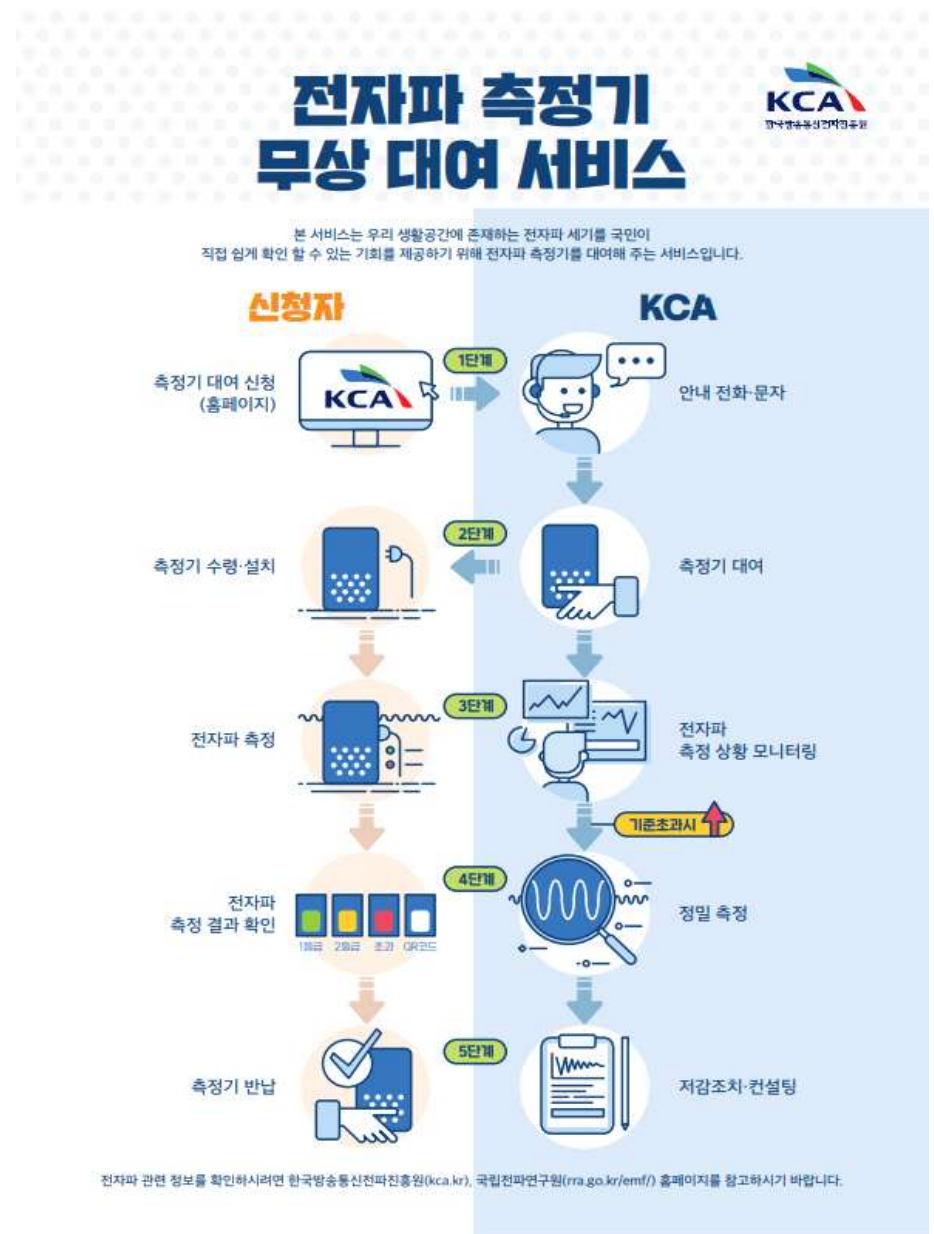 전자파 측정기
무상 대여 서비스
KCA
한국방송통신전파진흥원
본 서비스는 우리 생활공간에 존재하는 전자파 세기를 국민이
직접 쉽게 확인 할 수 있는 기회를 제공하기 위해 전자파 측정기를 대여해 주는 서비스입니다.
신청자
KCA
측정기 대여 신청
(홈페이지)
KCA
1단계
안내 전화·문자
측정기 수령·설치
2단계
측정기 대여
전자파 측정
3단계
전자파
측정 상황 모니터링
기준초과시
전자파
측정 결과 확인
1등급 2등급 초과 QR코드
4단계
정밀 측정
측정기 반납
5단계
저감조치·컨설팅
전자파 관련 정보를 확인하시려면 한국방송통신전파진흥원(kca.kr), 국립전파연구원(rra.go.kr/emf/) 홈페이지를 참고하시기 바랍니다.